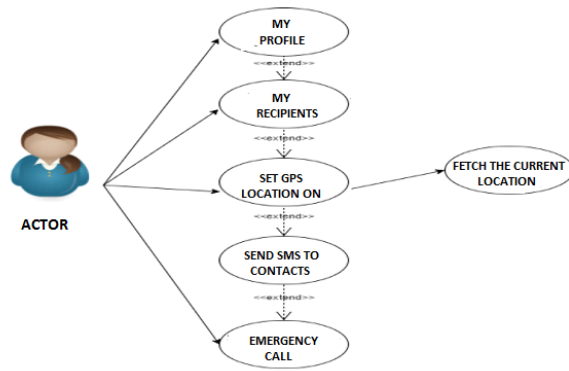 MY
PROFILE
<<extend>>
MY
RECIPIENTS
<<extend>>
SET GPS
LOCATION ON
FETCH THE CURRENT
LOCATION
ACTOR
<<extend>>
SEND SMS TO
CONTACTS
<<extend>>
EMERGENCY
CALL